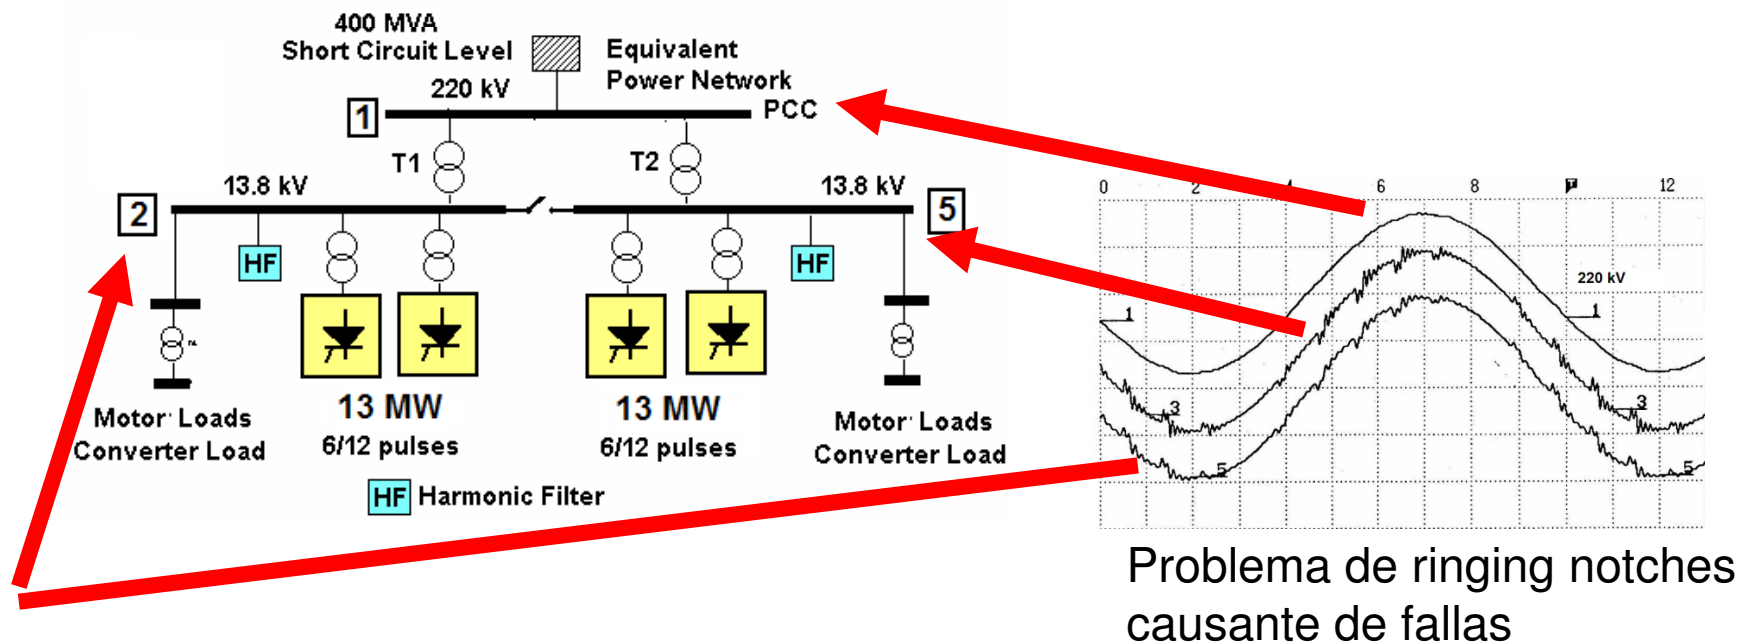 400 MVA
Short Circuit Level
Equivalent
Power Network
220 kV
PCC
1
T1
T2
13.8 kV
13.8 kV
2
5
HF
HF
13 MW
6/12 pulses
13 MW
6/12 pulses
Motor Loads
Converter Load
Motor Loads
Converter Load
HF Harmonic Filter
0 2 4 6 8 12
220 kV
1 1
3 3
5 5
Problema de ringing notches
causante de fallas